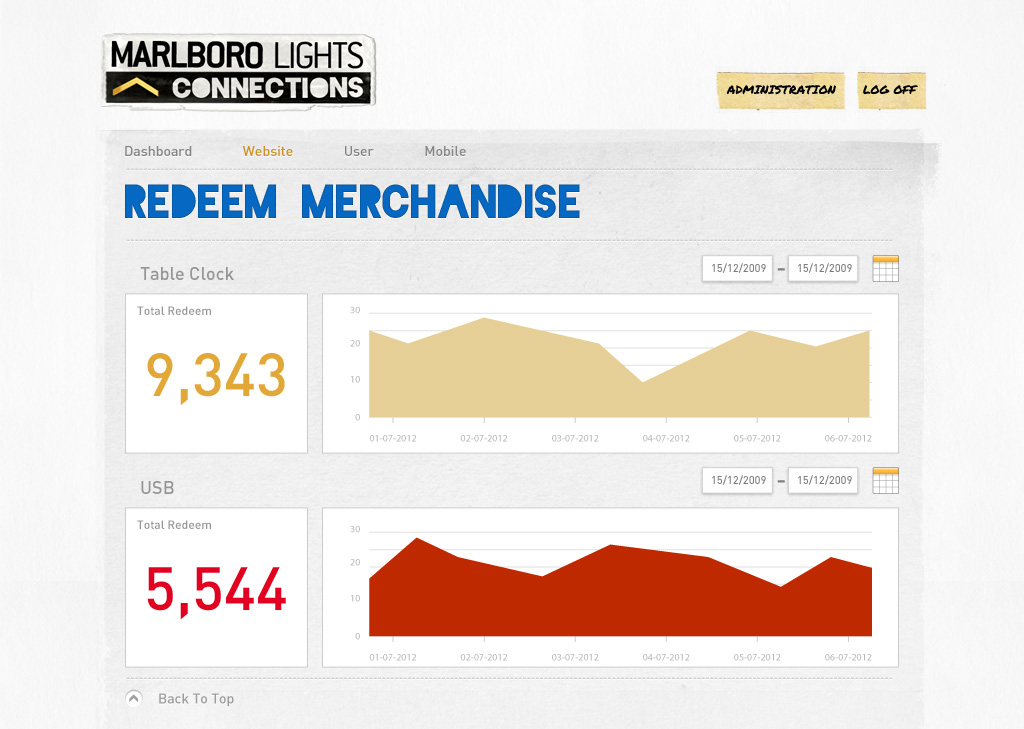 MARLBORO LIGHTS
CONNECTIONS
ADMINISTRATION LOG OFF
Dashboard Website User Mobile
REDEEM MERCHANDISE
Table Clock
15/12/2009 – 15/12/2009
Total Redeem
9,343
30
20
10
0
01-07-2012 02-07-2012 03-07-2012 04-07-2012 05-07-2012 06-07-2012
USB
15/12/2009 – 15/12/2009
Total Redeem
5,544
30
20
10
0
01-07-2012 02-07-2012 03-07-2012 04-07-2012 05-07-2012 06-07-2012
Back To Top